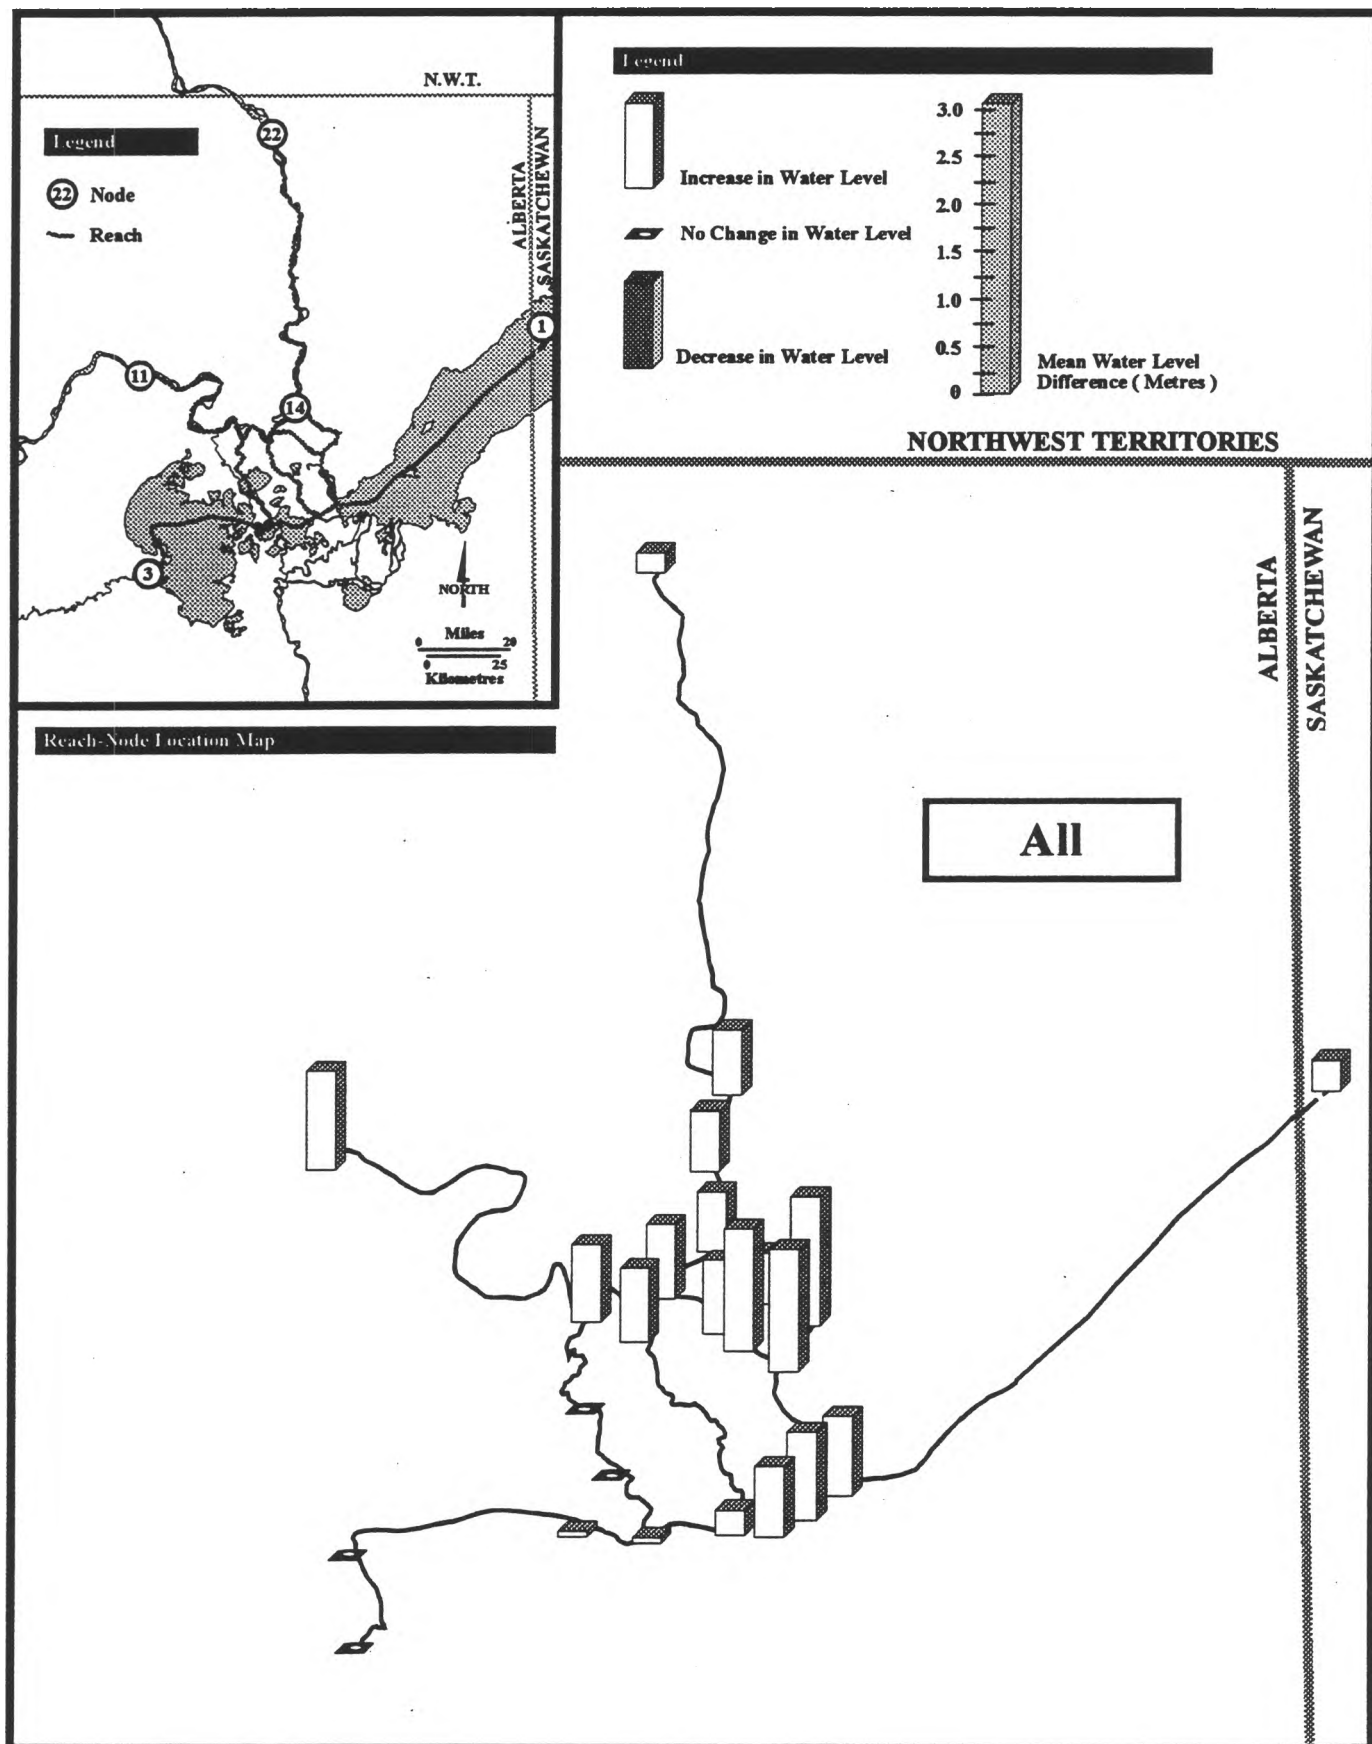 N.W.T.
Legend
22
22 Node
Reach
ALBERTA
SASKATCHEWAN
1
11
14
3
NORTH
Miles
0 20
0 25
Kilometres
Reach-Node Location Map
Legend
Increase in Water Level
No Change in Water Level
Decrease in Water Level
3.0
2.5
2.0
1.5
1.0
0.5
0
Mean Water Level
Difference ( Metres )
NORTHWEST TERRITORIES
ALBERTA
SASKATCHEWAN
All